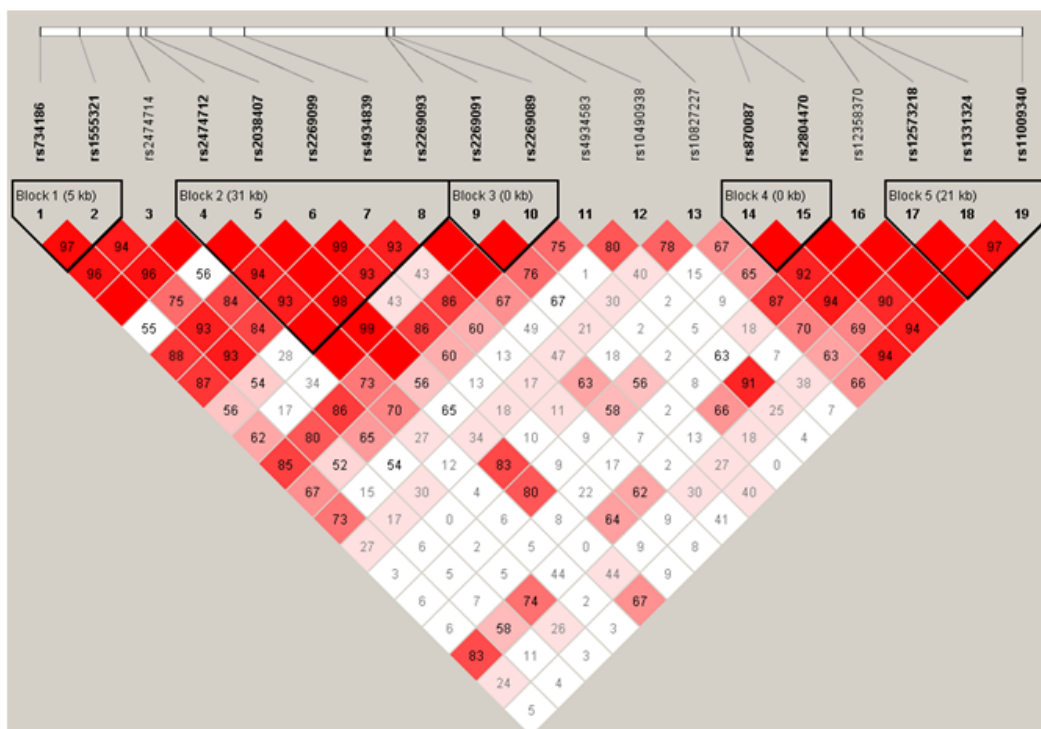 rs734186
rs1555321
rs2474714
rs2474712
rs2038407
rs2269099
rs4934839
rs2269093
rs2269091
rs2269089
rs4934583
rs10490938
rs10827227
rs870087
rs2804470
rs12358370
rs12573218
rs1331324
rs11009340
Block 1 (5 kb) Block 2 (31 kb) Block 3 (0 kb) Block 4 (0 kb) Block 5 (21 kb)
1 2 3 4 5 6 7 8 9 10 11 12 13 14 15 16 17 18 19
97 94 99 93 75 80 78 67 97
96 96 56 94 93 43 76 1 40 15 65 92
75 84 93 98 43 86 67 67 30 2 9 87 94 90
55 93 84 99 86 60 49 21 2 5 18 70 69 94
88 93 28 60 13 47 18 2 63 7 63 94
87 54 34 73 56 13 17 63 56 8 91 38 66
56 17 86 70 65 18 11 58 2 66 25 7
62 80 65 27 34 10 9 7 13 18 4
85 52 54 12 83 9 17 2 27 0
67 15 30 4 80 22 62 30 40
73 17 0 6 8 64 9 41
27 6 2 5 0 9 8
3 5 5 44 44 9
6 7 74 2 67
6 58 26 3
83 11 3
24 4
5